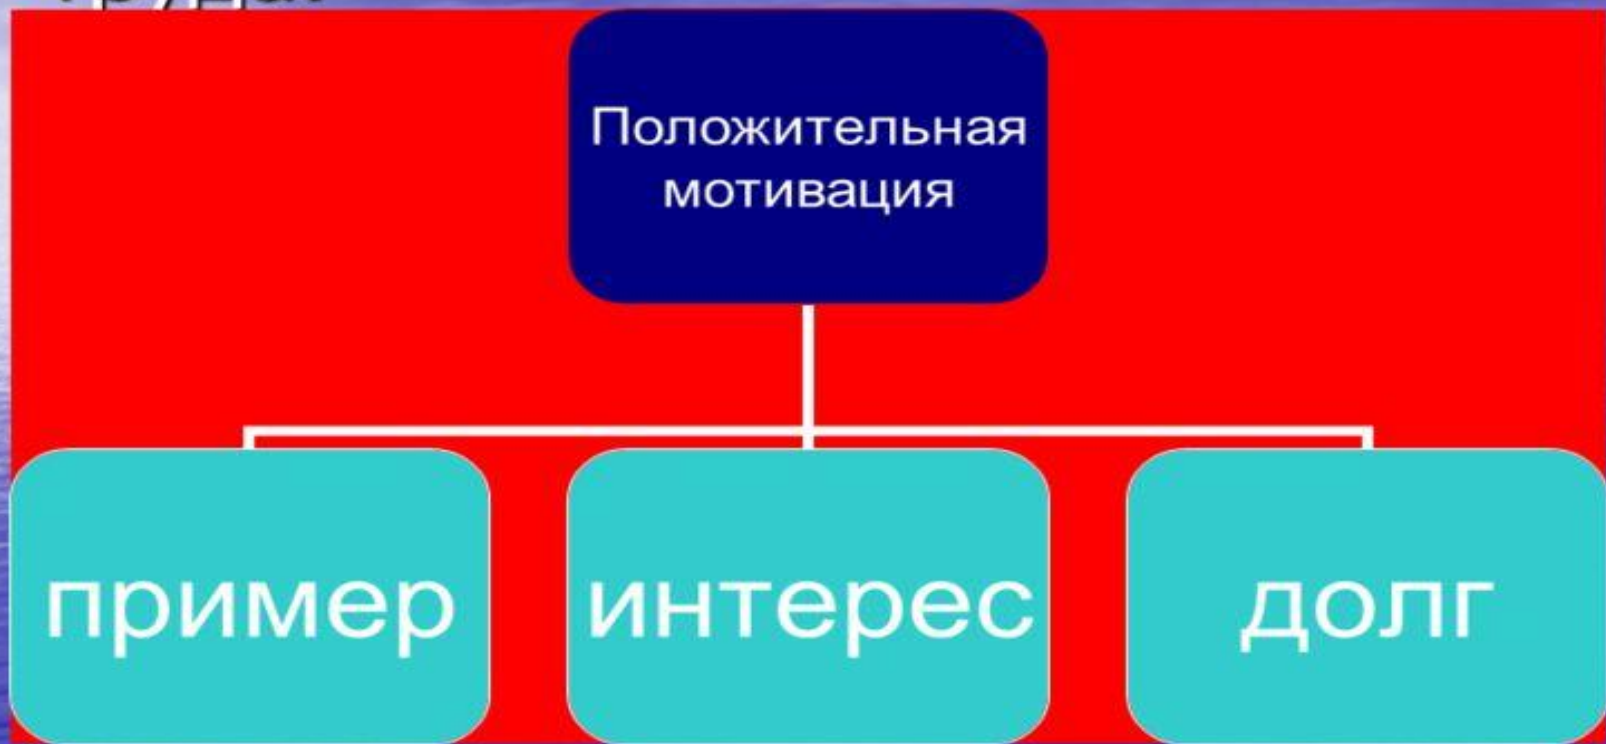 Положительная
мотивация
пример
интерес
долг